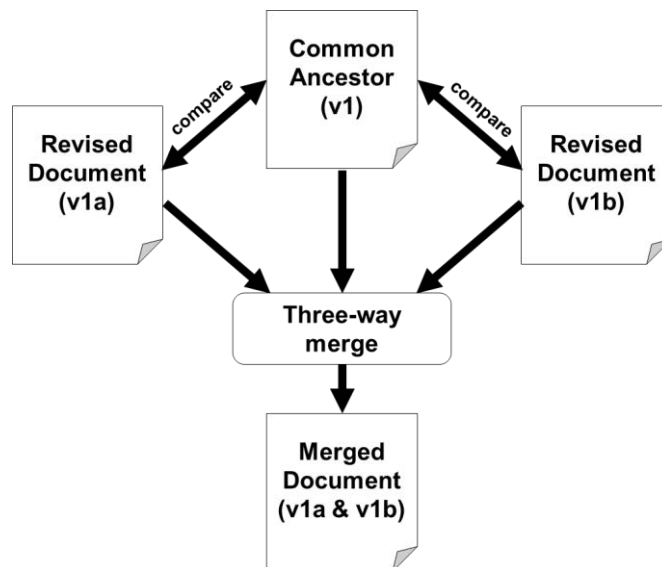 Common
Ancestor
(v1)
compare
compare
Revised
Document
(v1a)
Revised
Document
(v1b)
Three-way
merge
Merged
Document
(v1a & v1b)